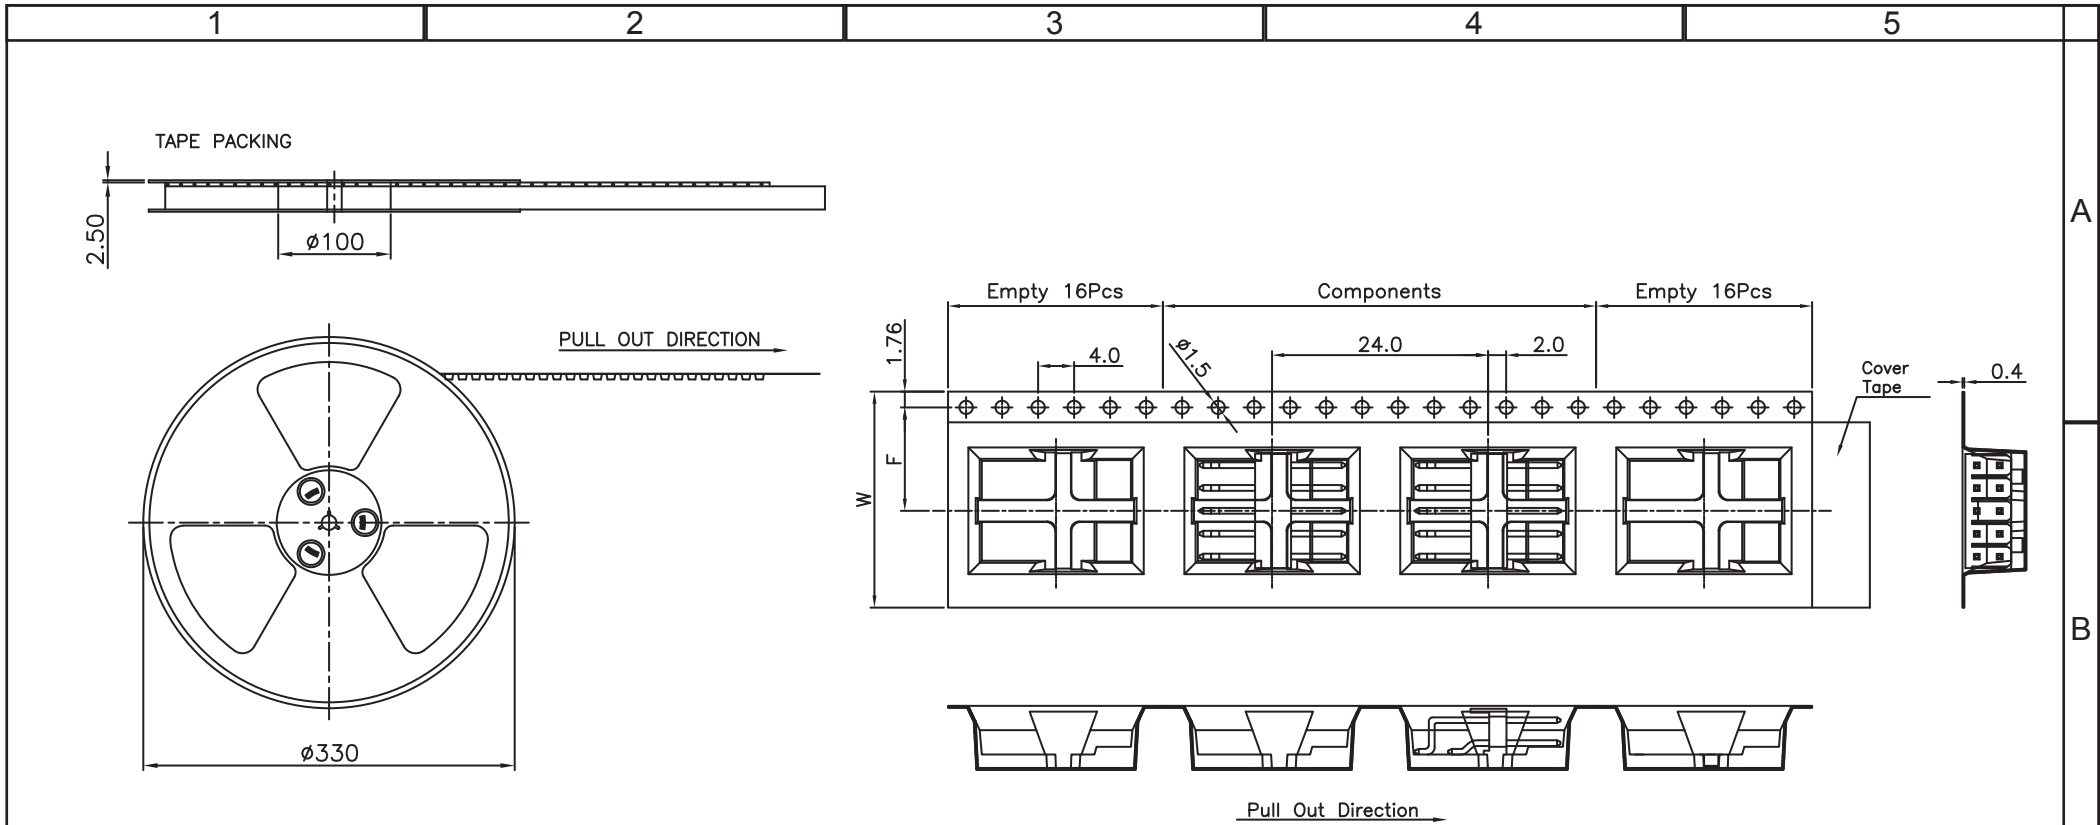 1 2 3 4 5
A
TAPE PACKING
2.50
ø100
PULL OUT DIRECTION
ø330
Empty 16Pcs Components Empty 16Pcs
1.76
4.0
ø1.5
24.0
2.0
Cover
Tape
0.4
F
W
B
Pull Out Direction